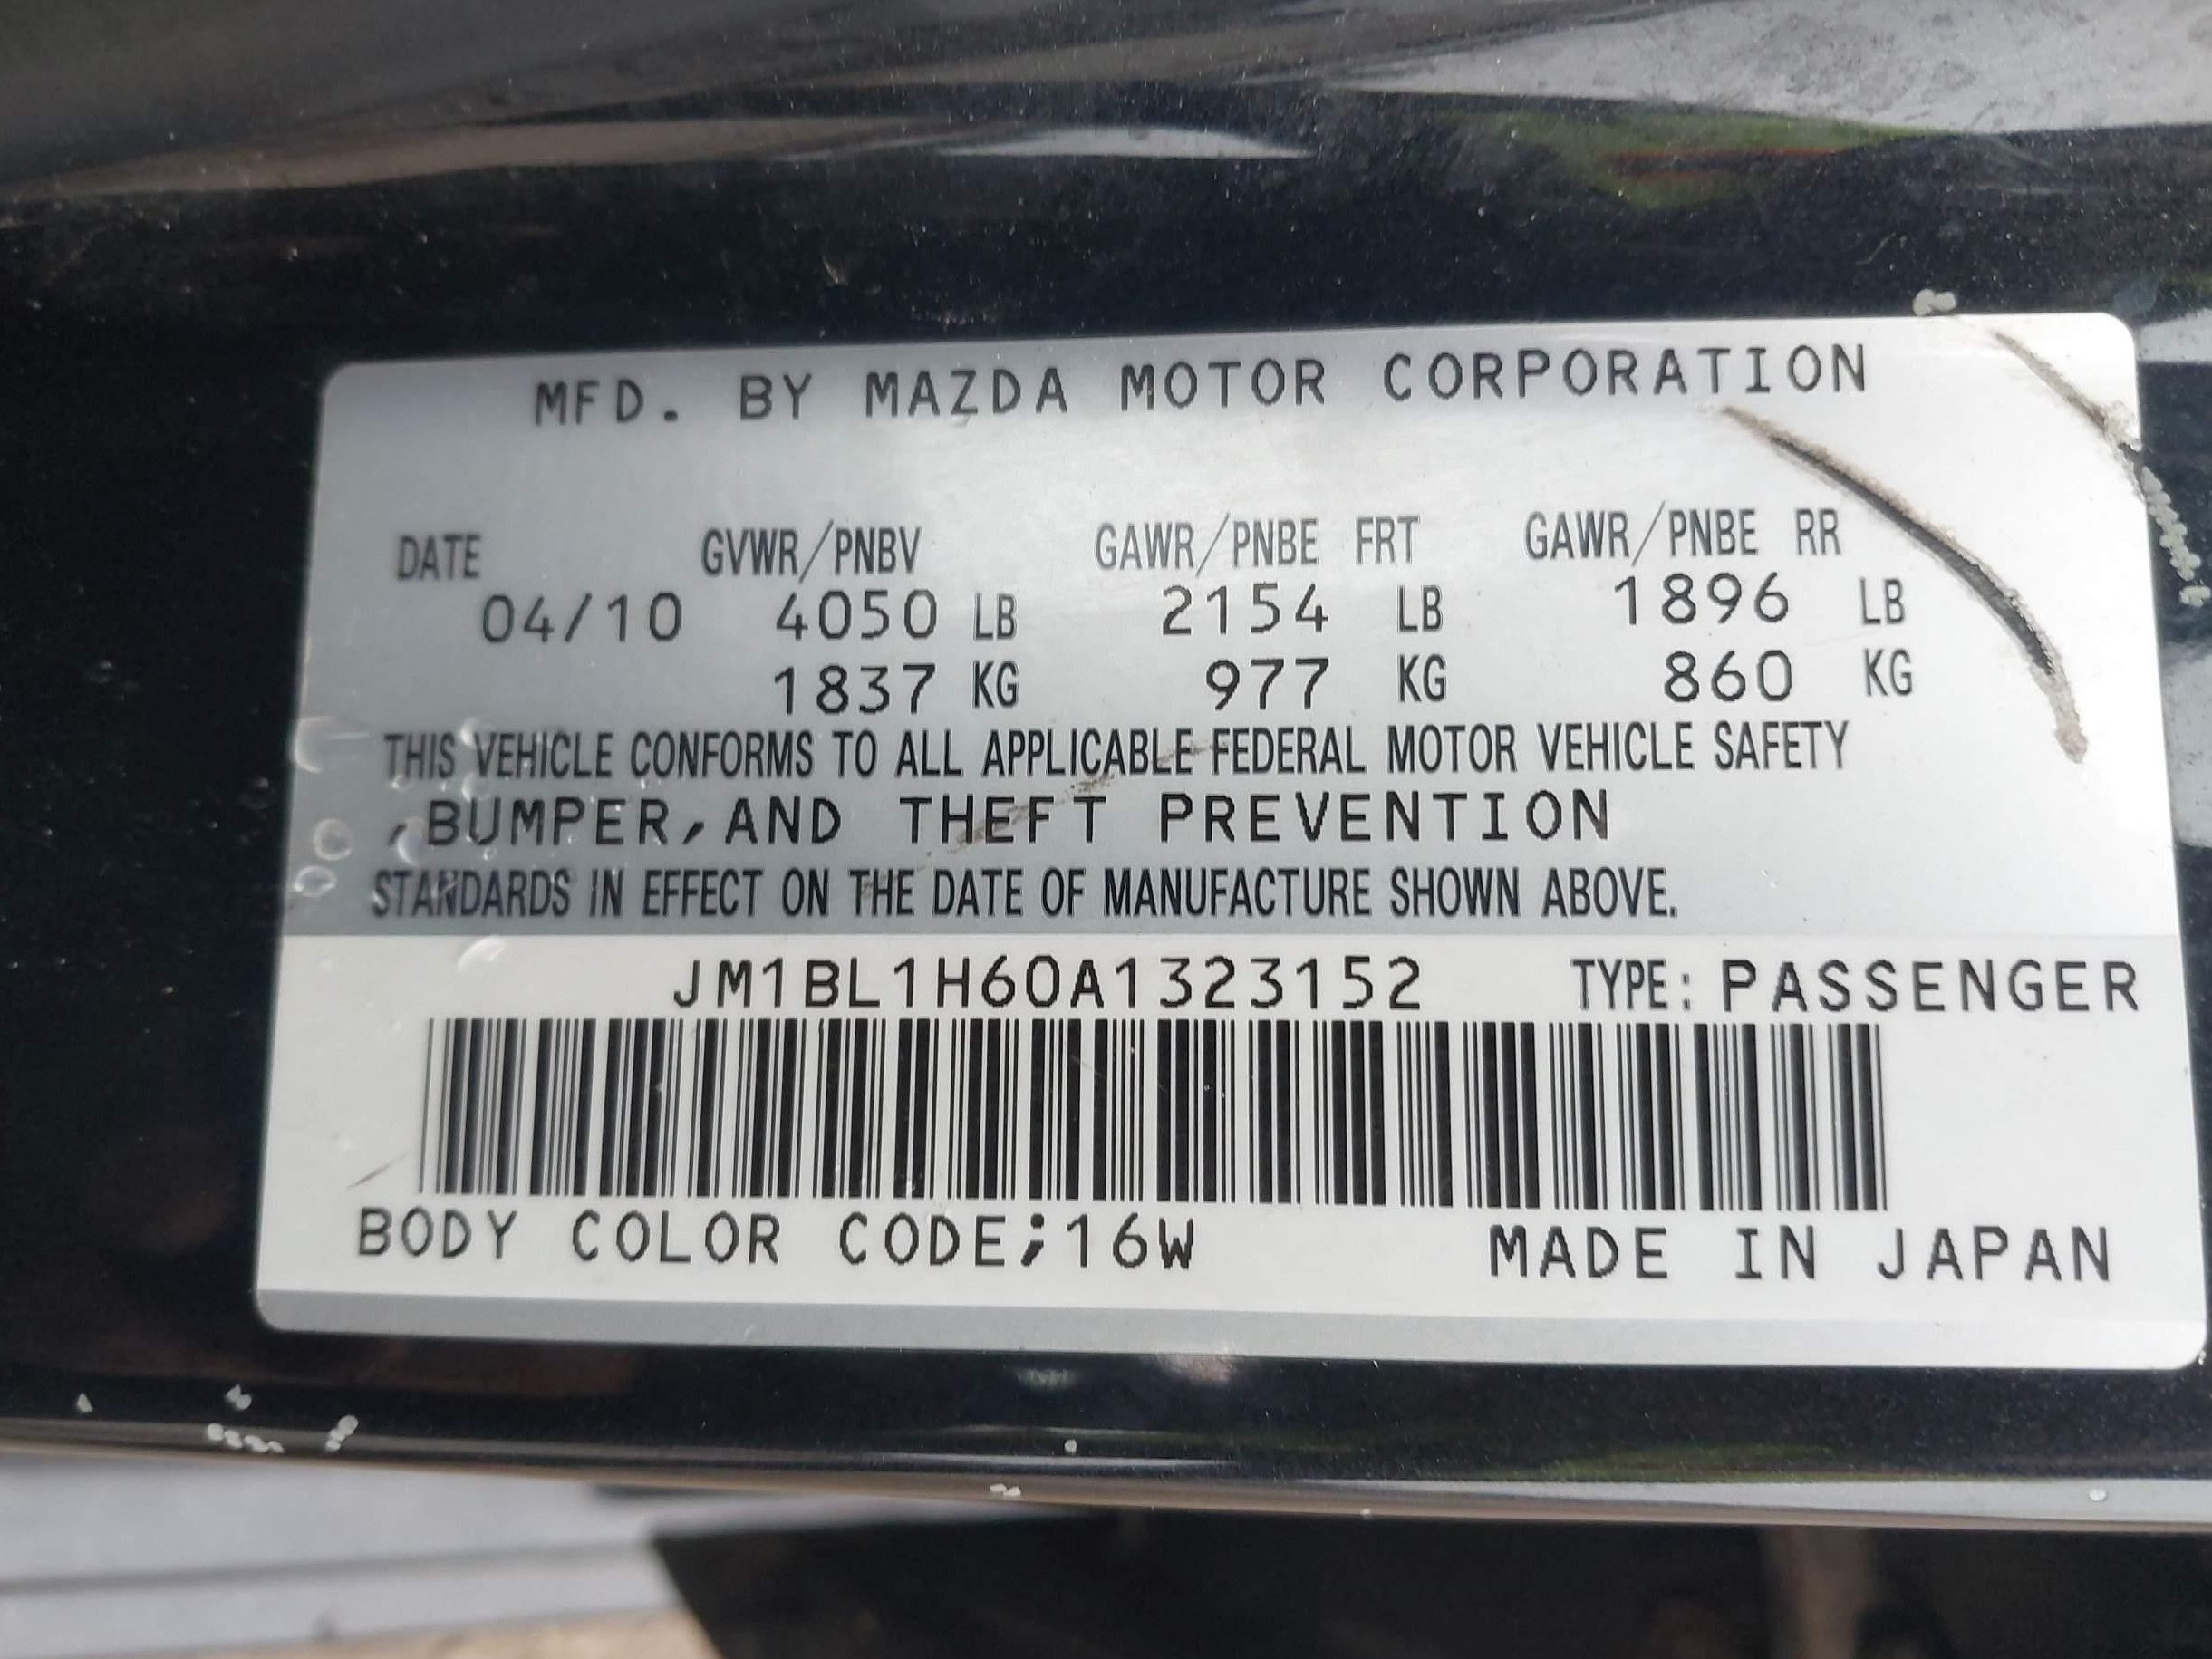 MFD. BY MAZDA MOTOR CORPORATION
DATE GVWR/PNBV GAWR/PNBE FRT GAWR/PNBE RR
04/10 4050 LB 2154 LB 1896 LB
1837 KG 977 KG 860 KG
THIS VEHICLE CONFORMS TO ALL APPLICABLE FEDERAL MOTOR VEHICLE SAFETY
,BUMPER,AND THEFT PREVENTION
STANDARDS IN EFFECT ON THE DATE OF MANUFACTURE SHOWN ABOVE.
JM1BL1H60A1323152 TYPE: PASSENGER
BODY COLOR CODE;16W MADE IN JAPAN